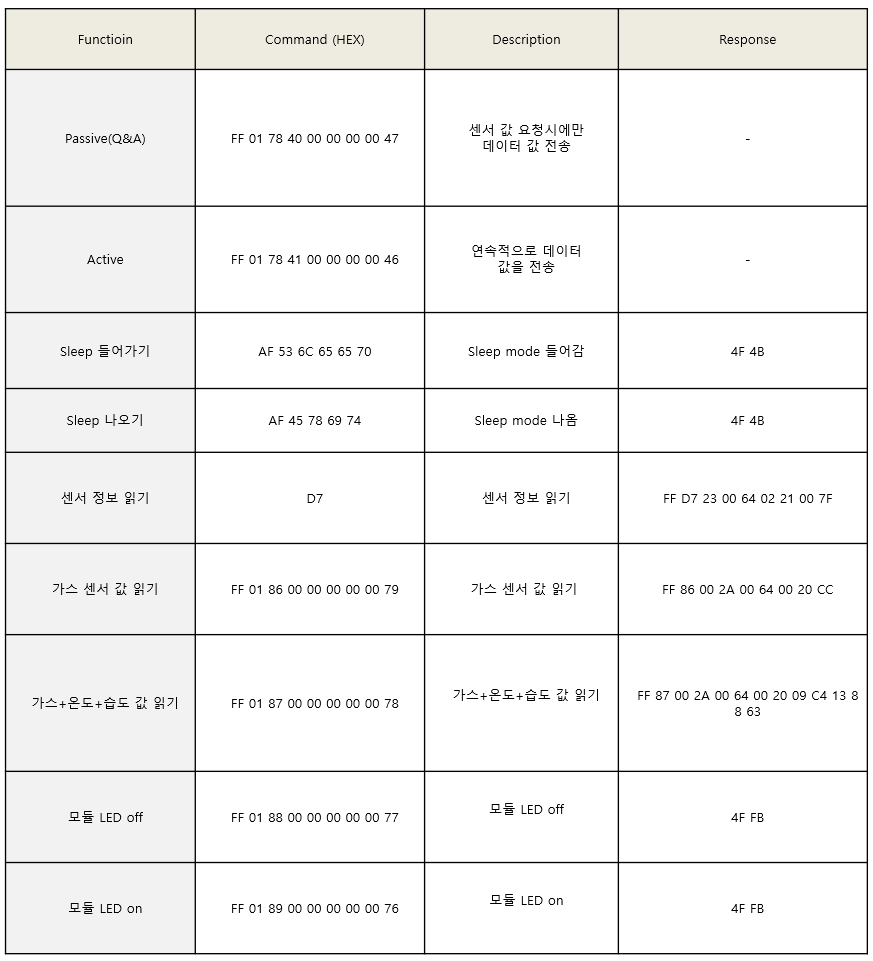 Functioin
Command (HEX)
Description
Response
Passive(Q&A)
FF 01 78 40 00 00 00 00 47
센서 값 요청시에만
데이터 값 전송
-
Active
FF 01 78 41 00 00 00 00 46
연속적으로 데이터
값을 전송
-
Sleep 들어가기
AF 53 6C 65 65 70
Sleep mode 들어감
4F 4B
Sleep 나오기
AF 45 78 69 74
Sleep mode 나옴
4F 4B
센서 정보 읽기
D7
센서 정보 읽기
FF D7 23 00 64 02 21 00 7F
가스 센서 값 읽기
FF 01 86 00 00 00 00 00 79
가스 센서 값 읽기
FF 86 00 2A 00 64 00 20 CC
가스+온도+습도 값 읽기
FF 01 87 00 00 00 00 00 78
가스+온도+습도 값 읽기
FF 87 00 2A 00 64 00 20 09 C4 13 8
8 63
모듈 LED off
FF 01 88 00 00 00 00 00 77
모듈 LED off
4F FB
모듈 LED on
FF 01 89 00 00 00 00 00 76
모듈 LED on
4F FB